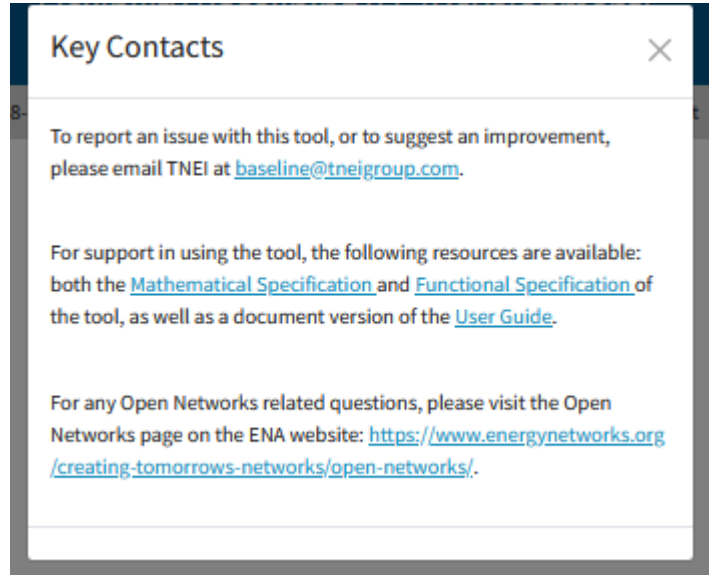 Key Contacts
8-
t
To report an issue with this tool, or to suggest an improvement,
please email TNEI at baseline@tneigroup.com.
For support in using the tool, the following resources are available:
both the Mathematical Specification and Functional Specification of
the tool, as well as a document version of the User Guide.
For any Open Networks related questions, please visit the Open
Networks page on the ENA website: https://www.energynetworks.org
/creating-tomorrows-networks/open-networks/.